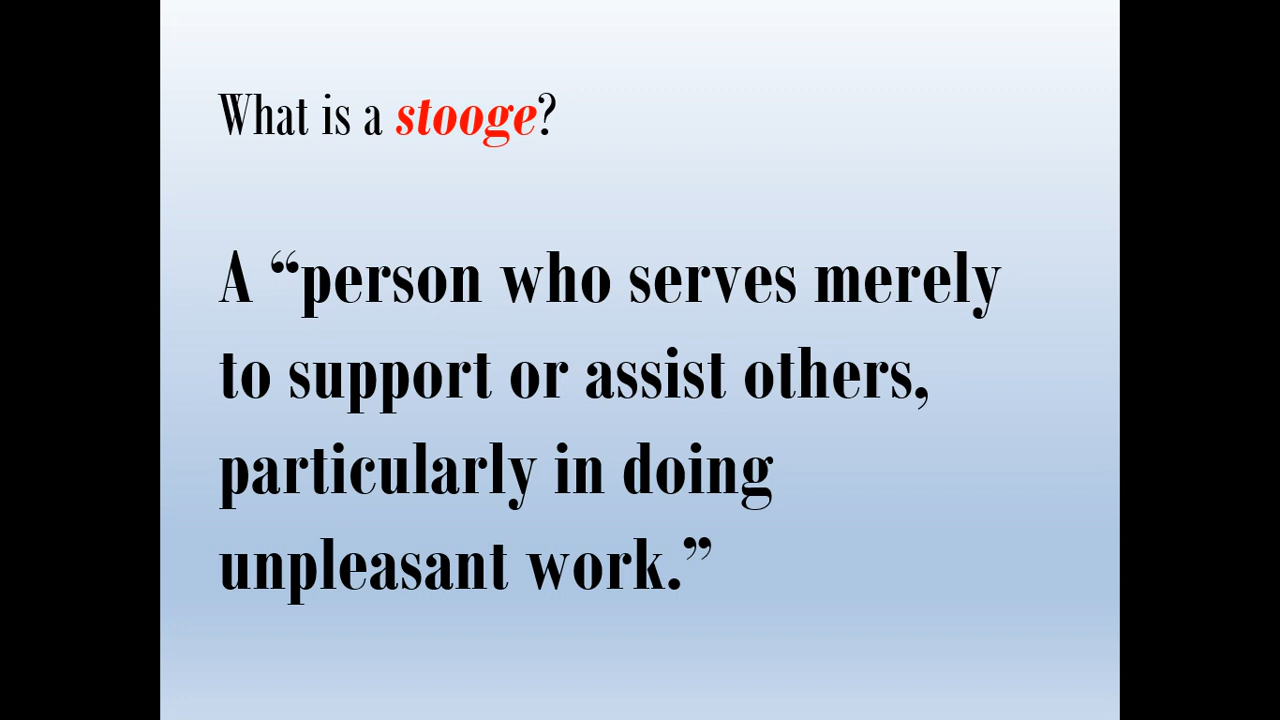 What is a stooge?
A “person who serves merely
to support or assist others,
particularly in doing
unpleasant work.”